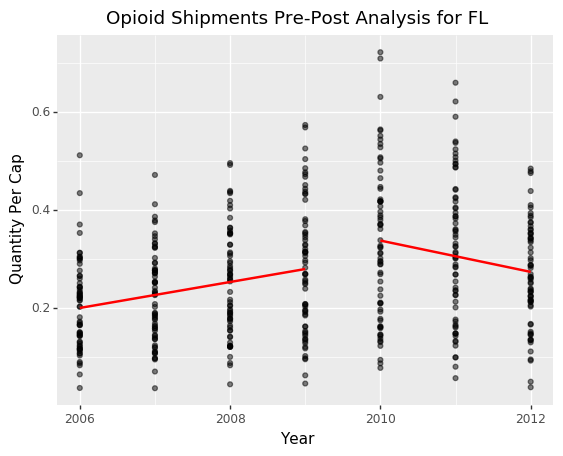 Opioid Shipments Pre-Post Analysis for FL
Quantity Per Cap
0.6
0.4
0.2
2006
2008
2010
2012
Year